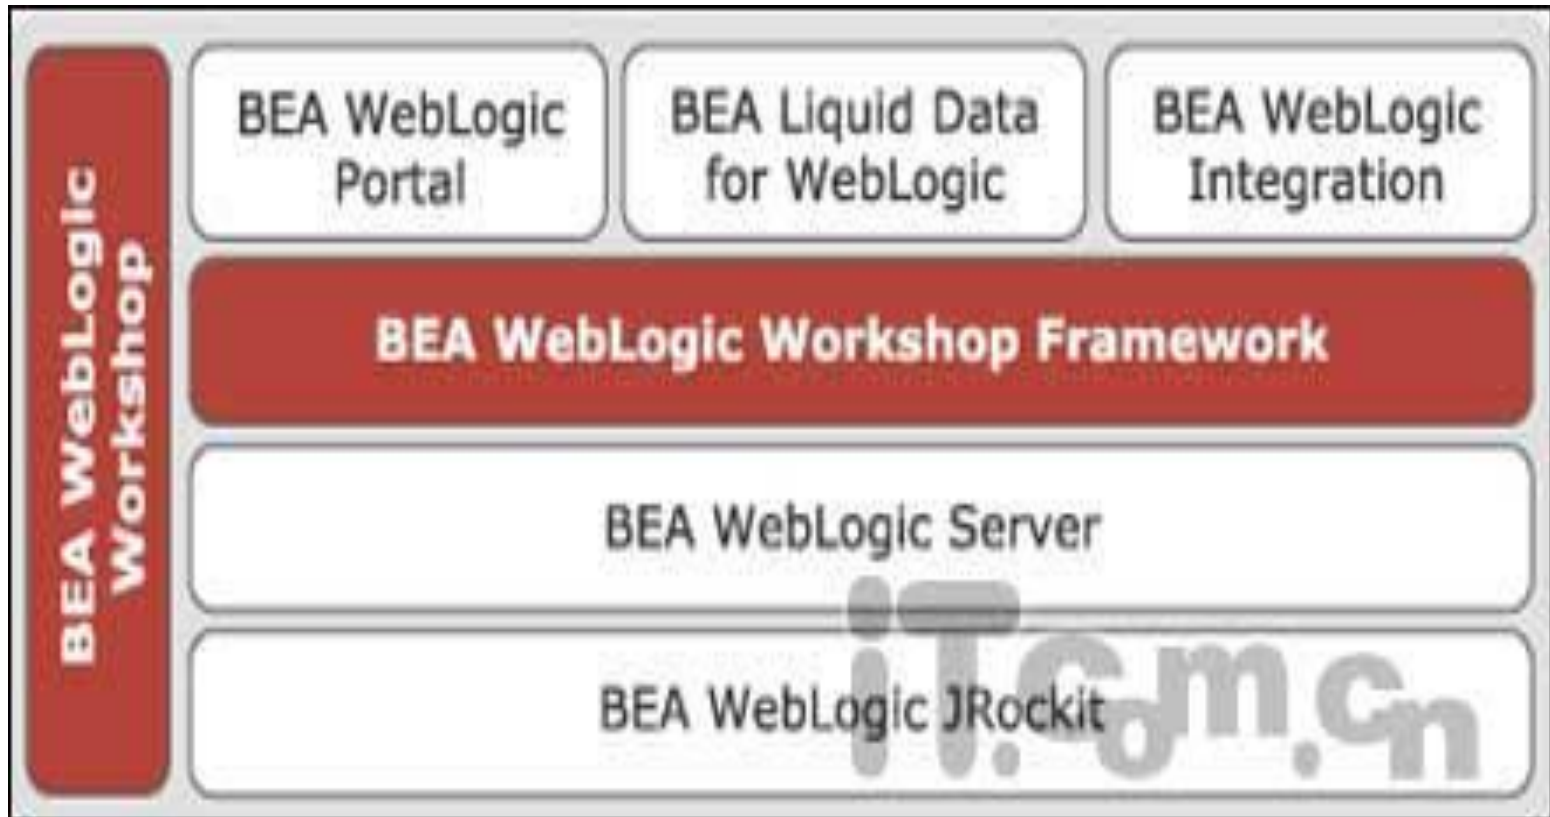 BEA WebLogic
Workshop
BEA WebLogic
Portal
BEA Liquid Data
for WebLogic
BEA WebLogic
Integration
BEA WebLogic Workshop Framework
BEA WebLogic Server
BEA WebLogic JRockit
iT.com.cn